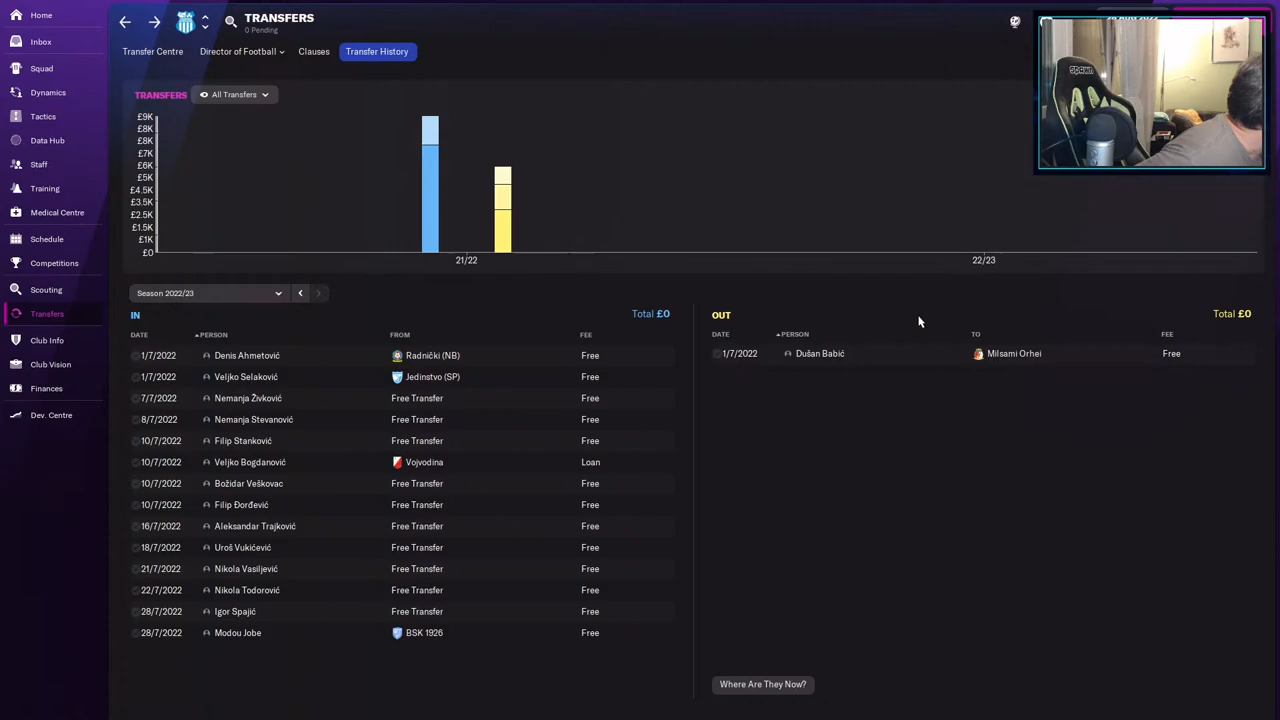 Home
TRANSFERS
0 Pending
Inbox
Transfer Centre
Director of Football
Clauses
Transfer History
Squad
Dynamics
TRANSFERS
All Transfers
Tactics
Data Hub
Staff
Training
Medical Centre
Schedule
Competitions
Scouting
Transfers
Club Info
Club Vision
Finances
Dev. Centre
£9K
£8K
£8K
£7K
£6K
£5K
£4.5K
£3.5K
£2.5K
£1.5K
£1K
£0
21/22
22/23
Season 2022/23
IN
Total £0
DATE PERSON FROM FEE
1/7/2022 Denis Ahmetović Radnički (NB) Free
1/7/2022 Veljko Selaković Jedinstvo (SP) Free
7/7/2022 Nemanja Živković Free Transfer Free
8/7/2022 Nemanja Stevanović Free Transfer Free
10/7/2022 Filip Stanković Free Transfer Free
10/7/2022 Veljko Bogdanović Vojvodina Loan
10/7/2022 Božidar Veškovac Free Transfer Free
10/7/2022 Filip Đorđević Free Transfer Free
16/7/2022 Aleksandar Trajković Free Transfer Free
18/7/2022 Uroš Vukićević Free Transfer Free
21/7/2022 Nikola Vasiljević Free Transfer Free
22/7/2022 Nikola Todorović Free Transfer Free
28/7/2022 Igor Spajić Free Transfer Free
28/7/2022 Modou Jobe BSK 1926 Free
OUT
Total £0
DATE PERSON TO FEE
1/7/2022 Dušan Babić Milsami Orhei Free
Where Are They Now?